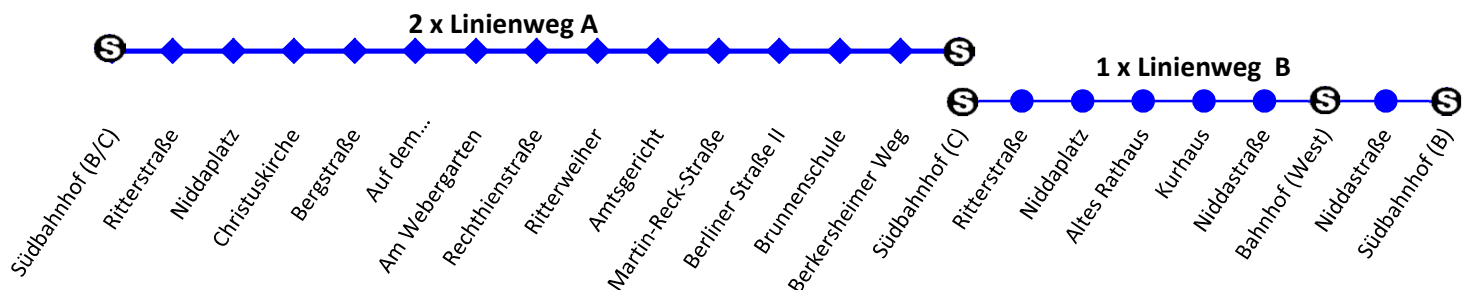 2 x Linienweg A
1 x Linienweg B
S
S
S
S
S
Südbahnhof (B/C)
Ritterstraße
Niddaplatz
Christuskirche
Bergstraße
Auf dem...
Am Webergarten
Rechthienstraße
Ritterweiher
Amtsgericht
Martin-Reck-Straße
Berliner Straße II
Brunnenschule
Berkersheimer Weg
Südbahnhof (C)
Ritterstraße
Niddaplatz
Altes Rathaus
Kurhaus
Niddastraße
Bahnhof (West)
Niddastraße
Südbahnhof (B)